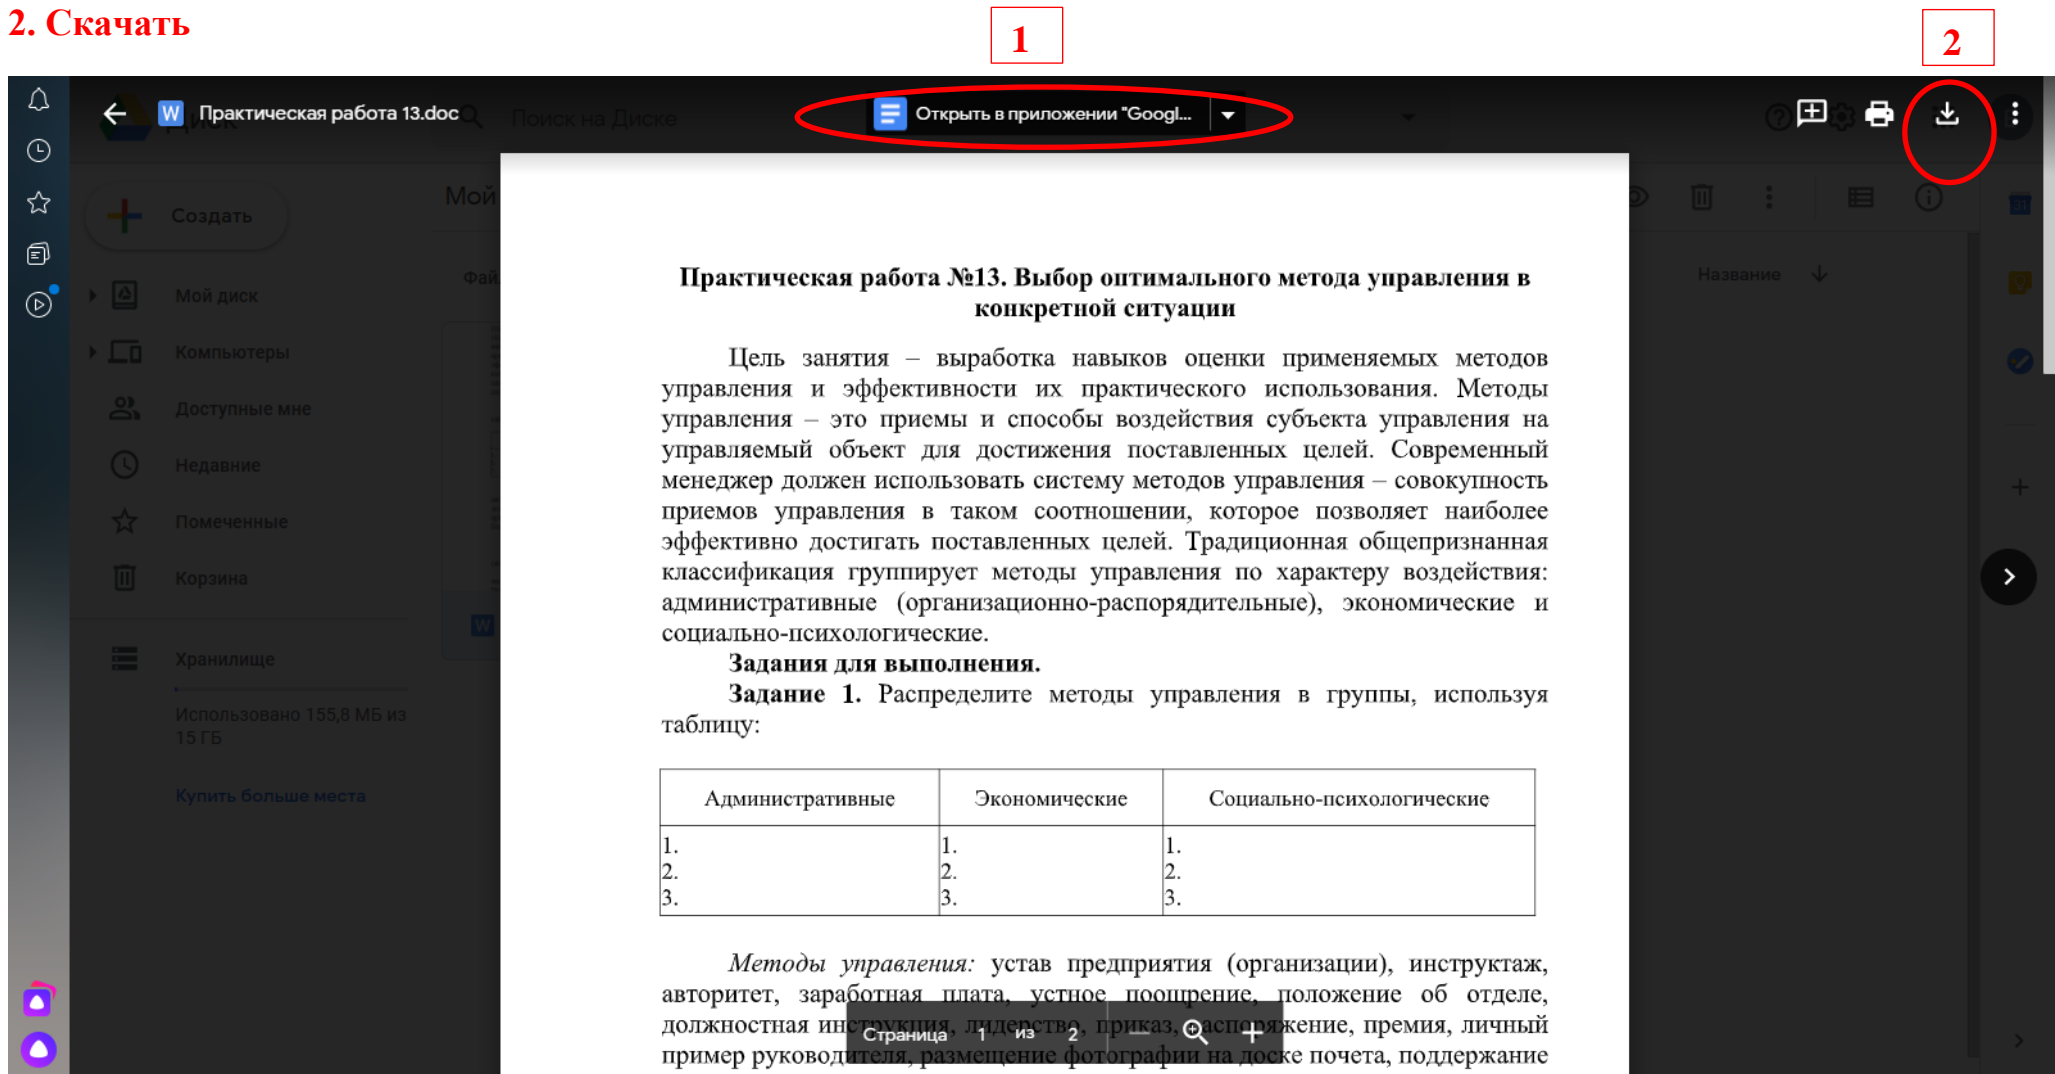 2. Скачать
1
2
Практическая работа 13.doc
Диск
Поиск на Диске
Открыть в приложении "Googl...
Создать
Мой
31
Фай
Название
Мой диск
Компьютеры
Доступные мне
Недавние
Помеченные
Корзина
Хранилище
Использовано 155,8 МБ из
15 ГБ
Купить больше места
W
Практическая работа №13. Выбор оптимального метода управления в
конкретной ситуации
Цель занятия – выработка навыков оценки применяемых методов
управления и эффективности их практического использования. Методы
управления – это приемы и способы воздействия субъекта управления на
управляемый объект для достижения поставленных целей. Современный
менеджер должен использовать систему методов управления – совокупность
приемов управления в таком соотношении, которое позволяет наиболее
эффективно достигать поставленных целей. Традиционная общепризнанная
классификация группирует методы управления по характеру воздействия:
административные (организационно-распорядительные), экономические и
социально-психологические.
Задания для выполнения.
Задание 1. Распределите методы управления в группы, используя
таблицу:
Административные Экономические Социально-психологические
1. 1. 1.
2. 2. 2.
3. 3. 3.
Методы управления: устав предприятия (организации), инструктаж,
авторитет, заработная плата, устное поощрение, положение об отделе,
должностная инструкция, лидерство, приказ, распоряжение, премия, личный
пример руководителя, размещение фотографии на доске почета, поддержание
Страница 1 из 2